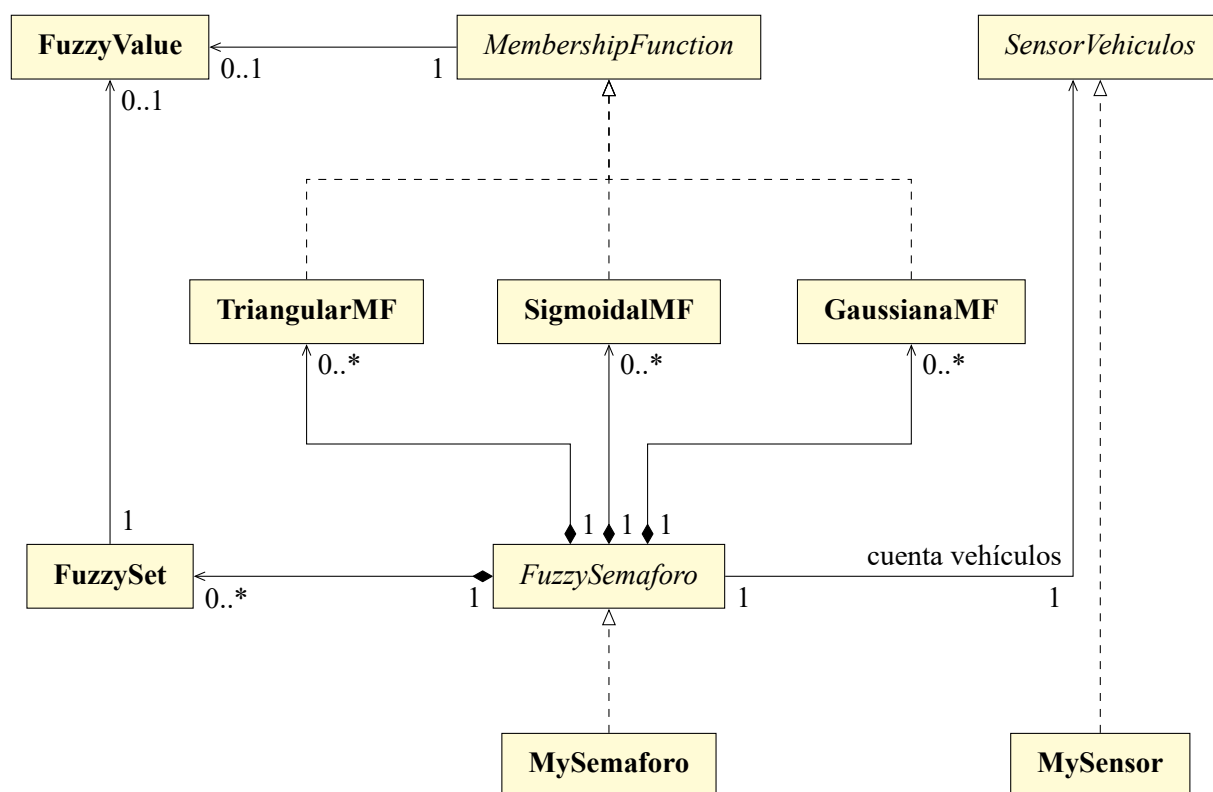 FuzzyValue
MembershipFunction
SensorVehiculos
0..1
1
0..1
TriangularMF
SigmoidalMF
GaussianaMF
0..*
0..*
0..*
1
1
1
1
cuenta vehículos
FuzzySet
FuzzySemaforo
0..*
1
1
1
MySemaforo
MySensor